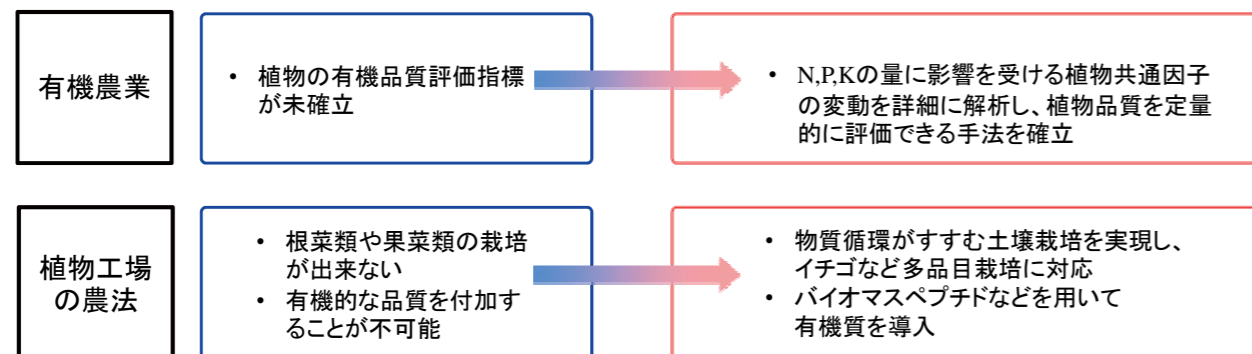 有機農業
• 植物の有機品質評価指標
が未確立
• N,P,Kの量に影響を受ける植物共通因子
の変動を詳細に解析し、植物品質を定量
的に評価できる手法を確立
植物工場
の農法
• 根菜類や果菜類の栽培
が出来ない
• 有機的な品質を付加す
ることが不可能
• 物質循環がすすむ土壌栽培を実現し、
イチゴなど多品目栽培に対応
• バイオマスペプチドなどを用いて
有機質を導入